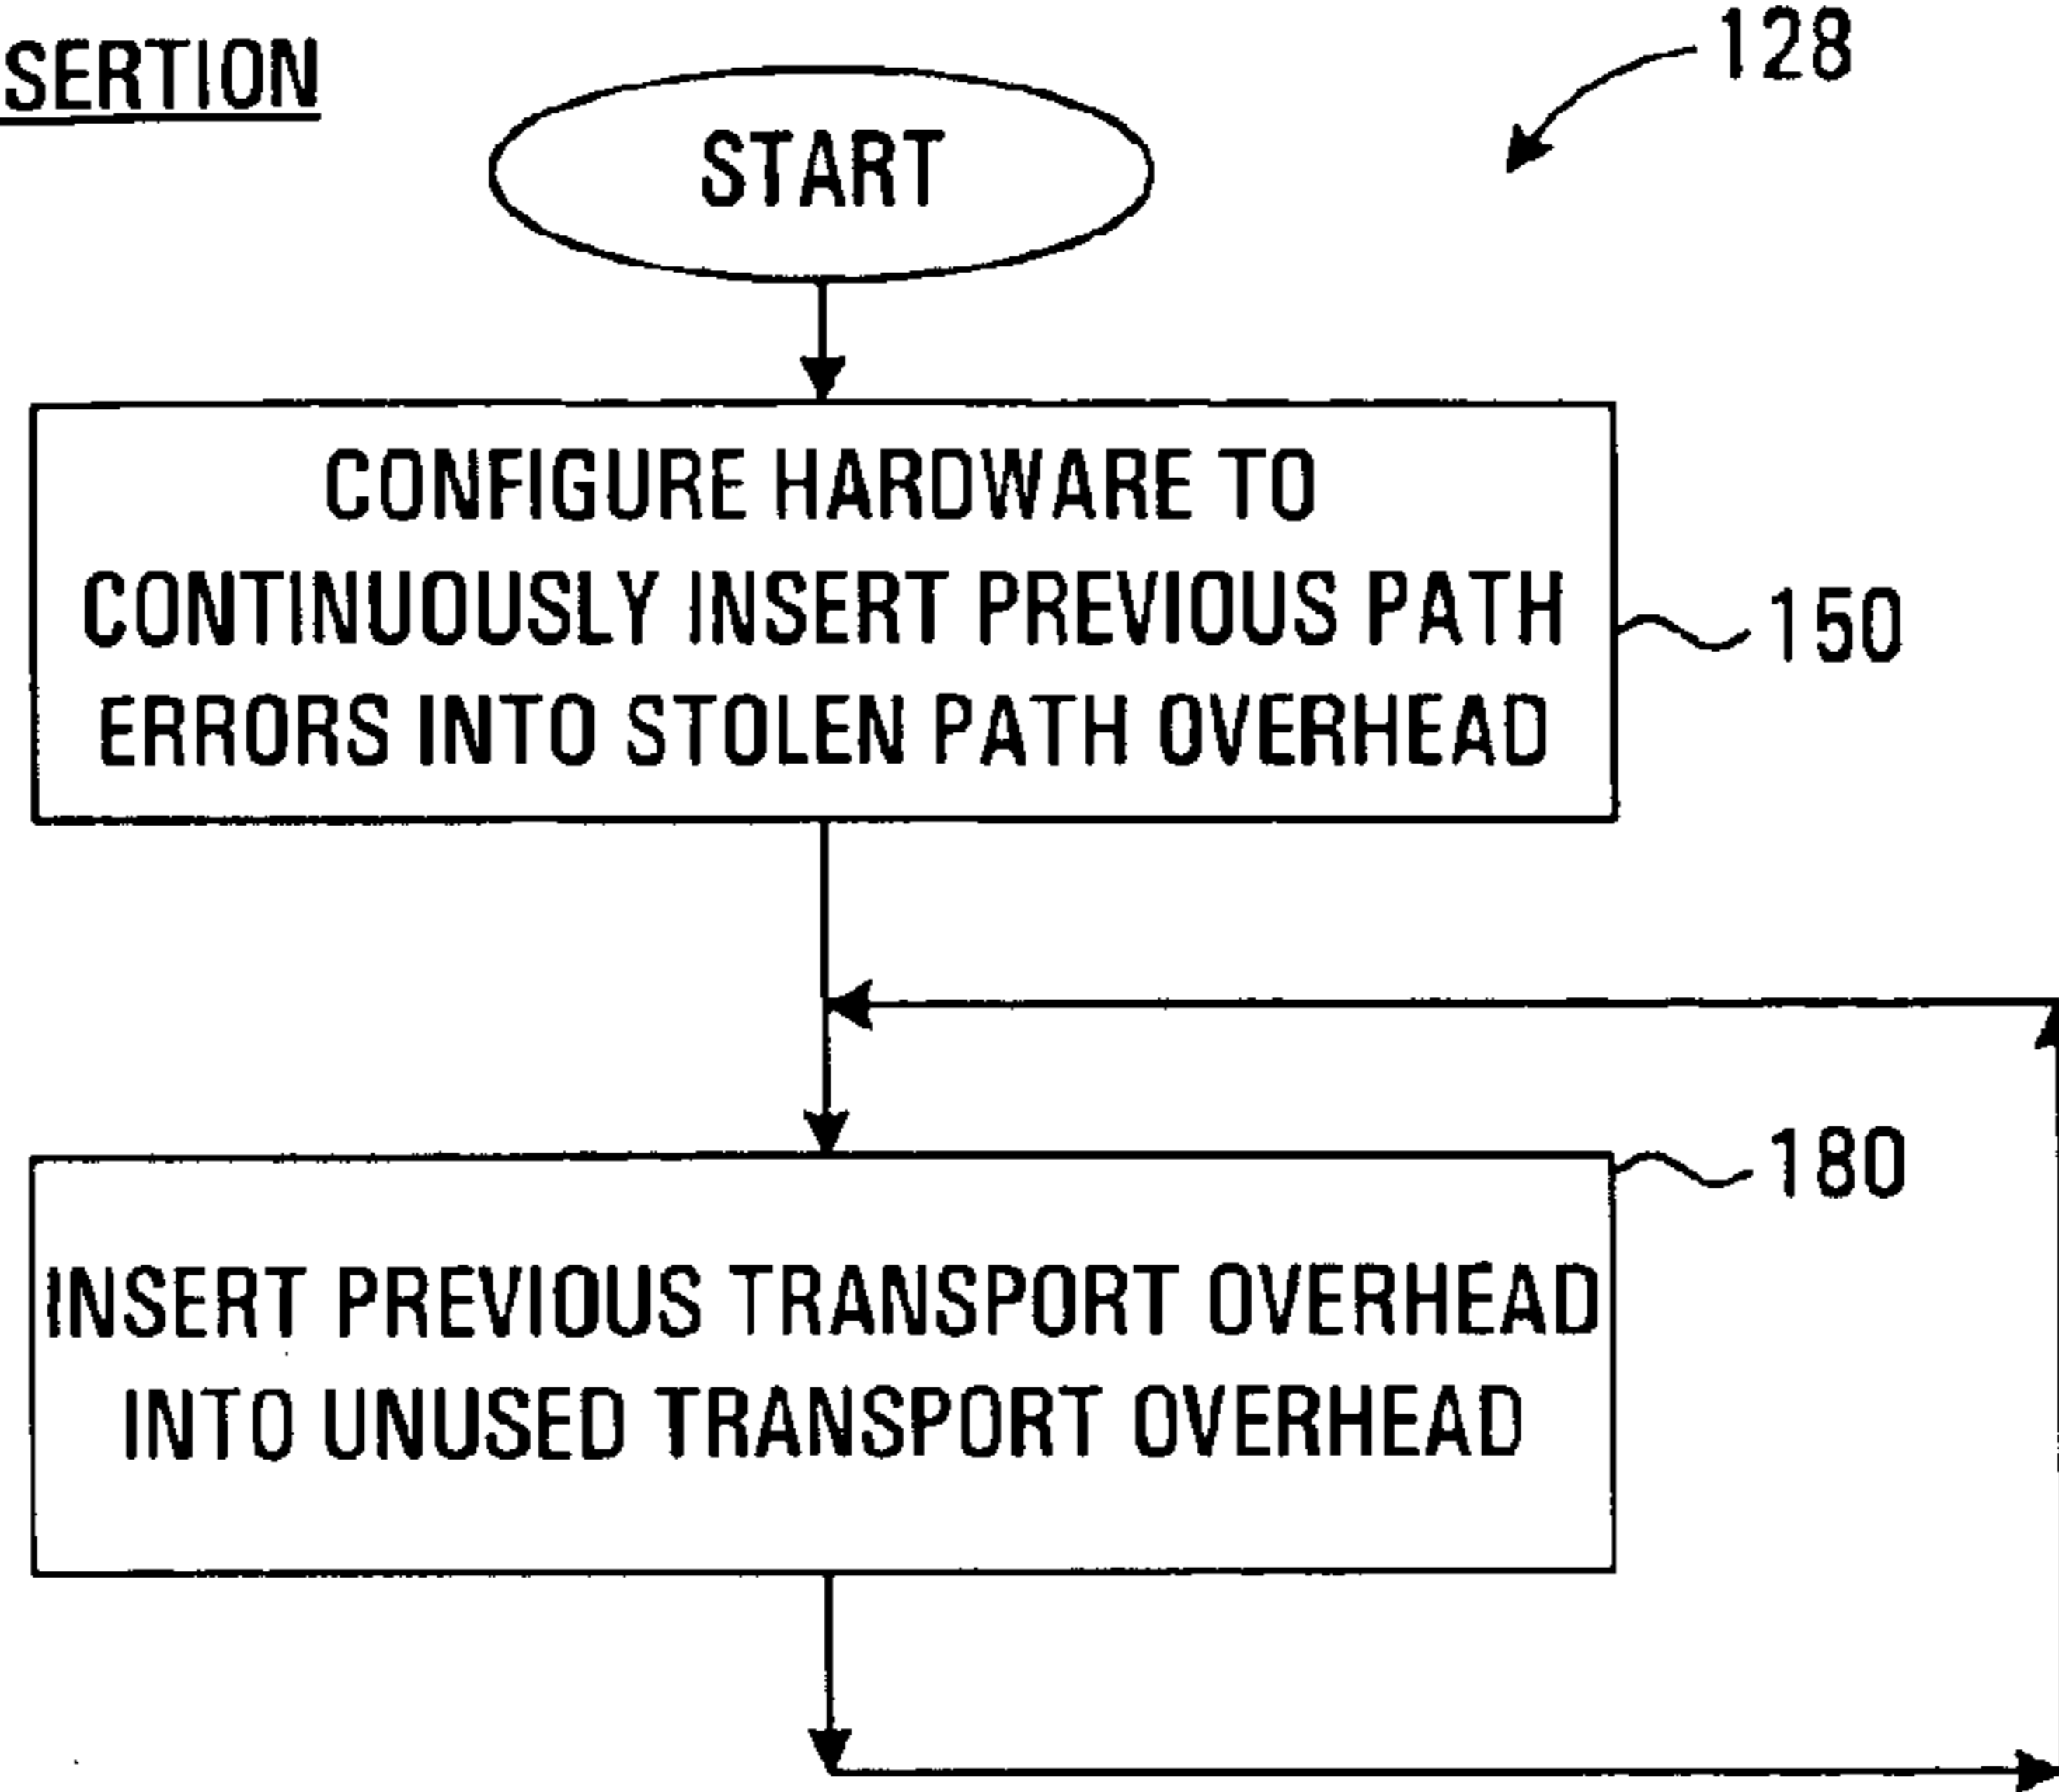 SERTION
128
START
CONFIGURE HARDWARE TO
CONTINUOUSLY INSERT PREVIOUS PATH
ERRORS INTO STOLEN PATH OVERHEAD
150
180
INSERT PREVIOUS TRANSPORT OVERHEAD
INTO UNUSED TRANSPORT OVERHEAD